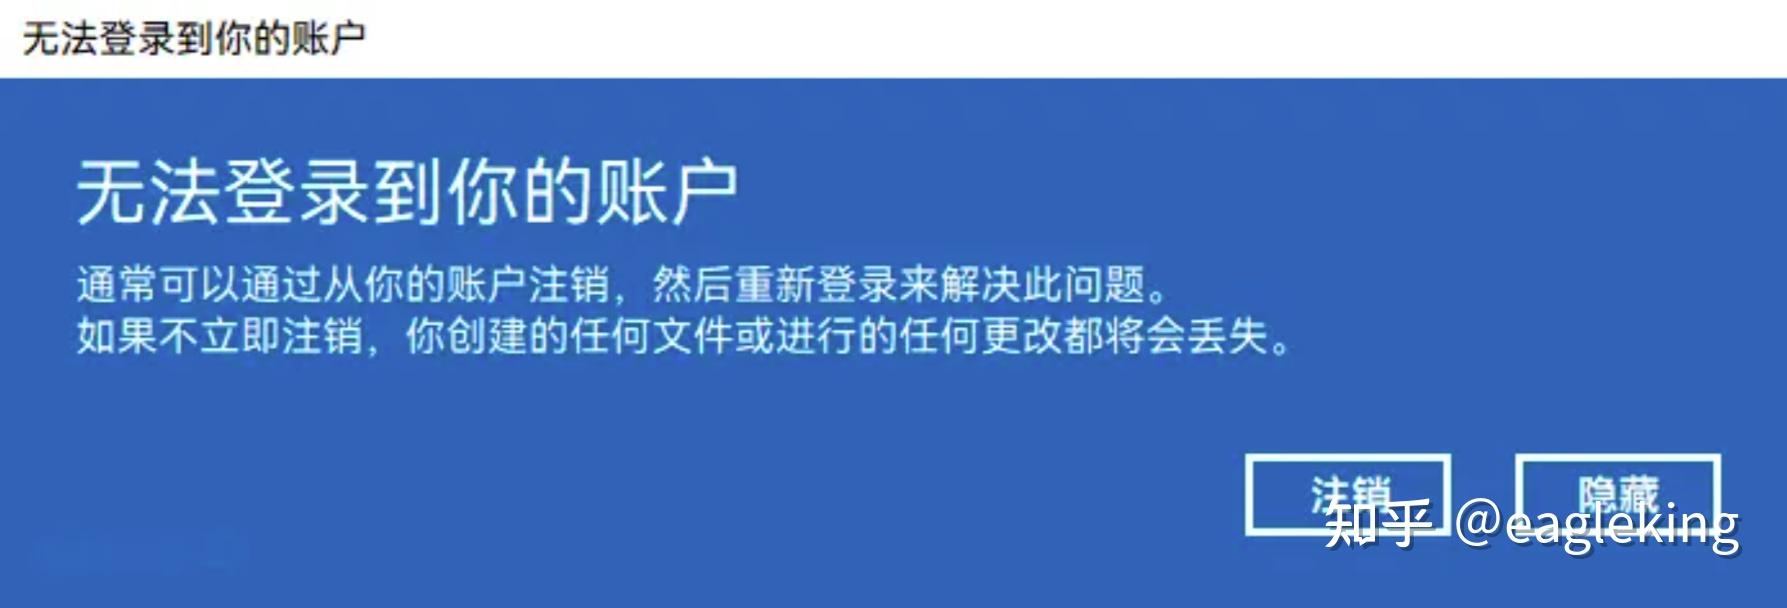 无法登录到你的账户
无法登录到你的账户
通常可以通过从你的账户注销，然后重新登录来解决此问题。
如果不立即注销，你创建的任何文件或进行的任何更改都将会丢失。
注销
隐藏
知乎 @eagleking